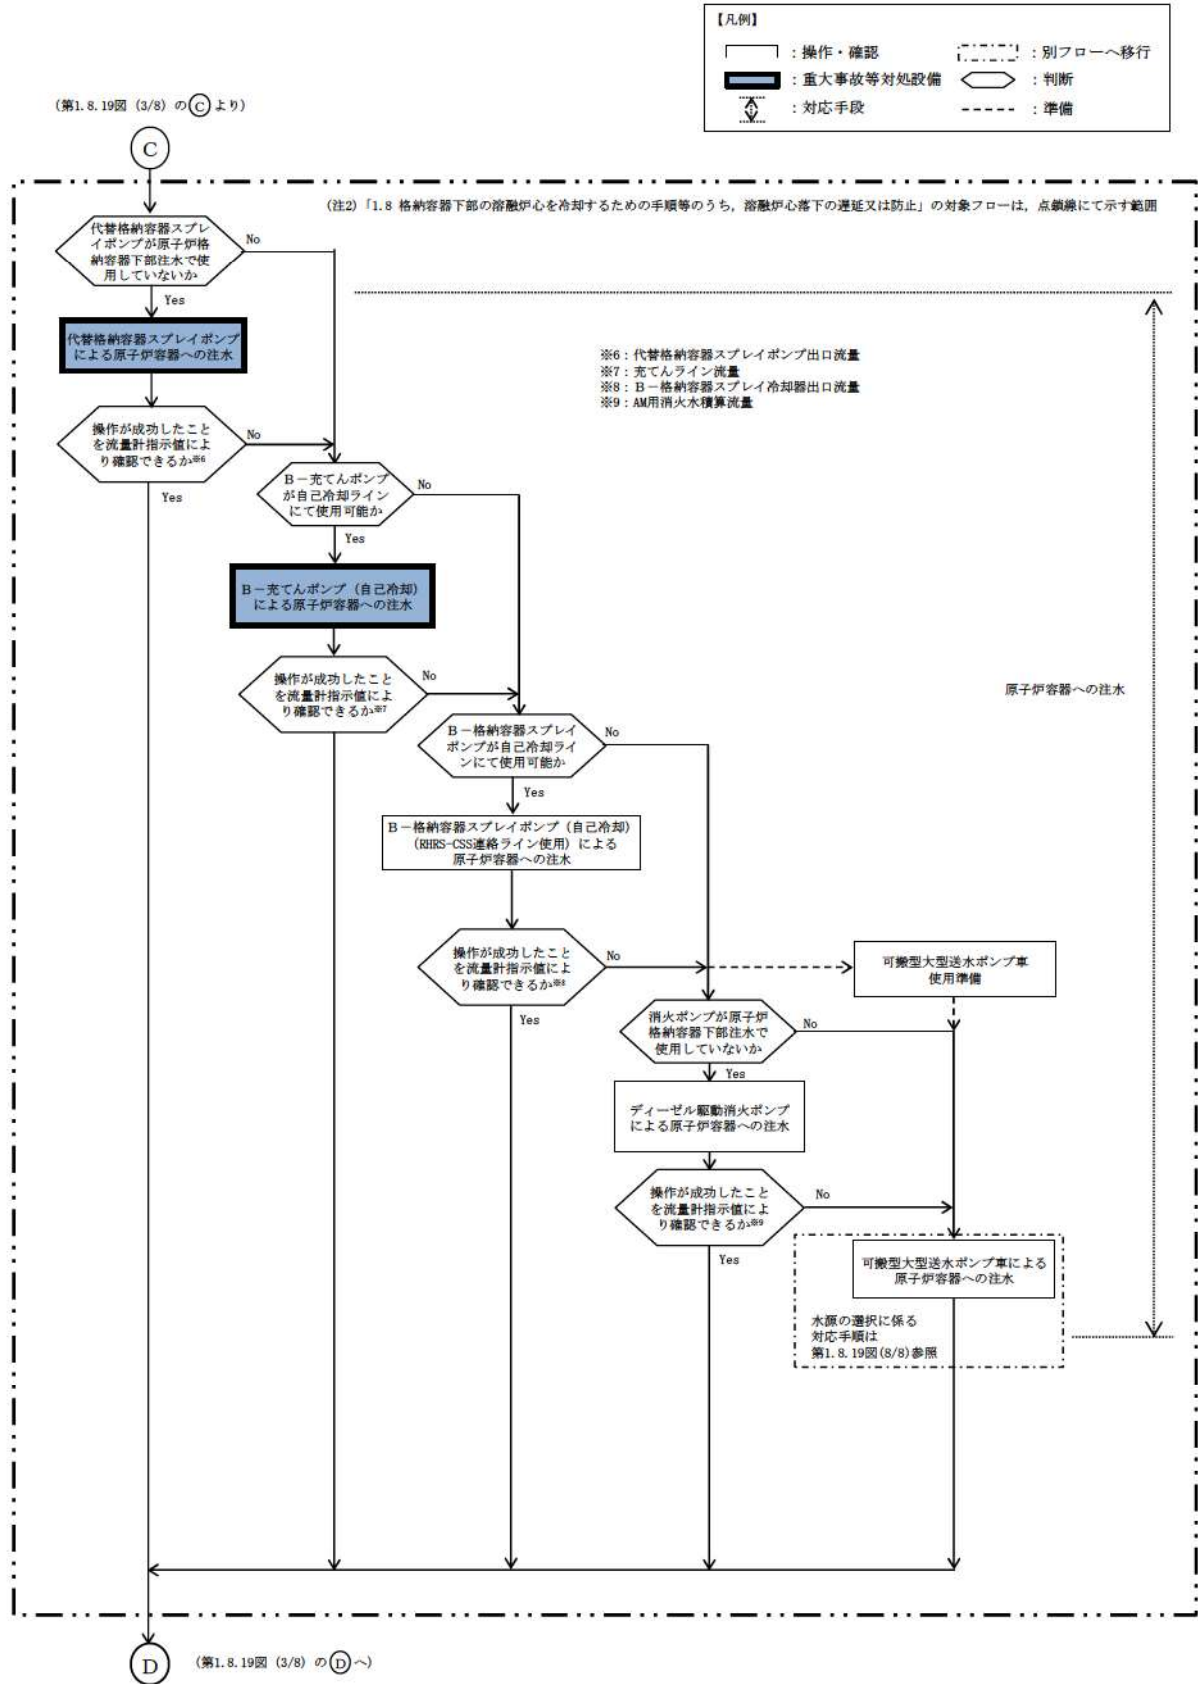 【凡例】
：操作・確認
：別フローへ移行
：重大事故等対処設備
：判断
：対応手段
：準備
(第1.8.19図 (3/8) のⒸより)
C
(注2)「1.8 格納容器下部の溶融炉心を冷却するための手順等のうち，溶融炉心落下の遅延又は防止」の対象フローは，点鎖線にて示す範囲
代替格納容器スプレ
イポンプが原子炉格
納容器下部注水で使
用していないか
No
Yes
代替格納容器スプレイポンプ
による原子炉容器への注水
※6：代替格納容器スプレイポンプ出口流量
※7：充てんライン流量
※8：B－格納容器スプレイ冷却器出口流量
※9：AM用消火水積算流量
操作が成功したこと
を流量計指示値によ
り確認できるか※6
No
Yes
B－充てんポンプ
が自己冷却ライン
にて使用可能か
No
Yes
B－充てんポンプ（自己冷却）
による原子炉容器への注水
操作が成功したこと
を流量計指示値によ
り確認できるか※7
No
原子炉容器への注水
B－格納容器スプレイ
ポンプが自己冷却ライ
ンにて使用可能か
No
Yes
B－格納容器スプレイポンプ（自己冷却）
（RHRS-CSS連絡ライン使用）による
原子炉容器への注水
操作が成功したこと
を流量計指示値によ
り確認できるか※8
No
Yes
可搬型大型送水ポンプ車
使用準備
消火ポンプが原子炉
格納容器下部注水で
使用していないか
No
Yes
ディーゼル駆動消火ポンプ
による原子炉容器への注水
操作が成功したこと
を流量計指示値によ
り確認できるか※9
No
Yes
可搬型大型送水ポンプ車による
原子炉容器への注水
水源の選択に係る
対応手順は
第1.8.19図(8/8)参照
D
(第1.8.19図 (3/8) のⒹへ)